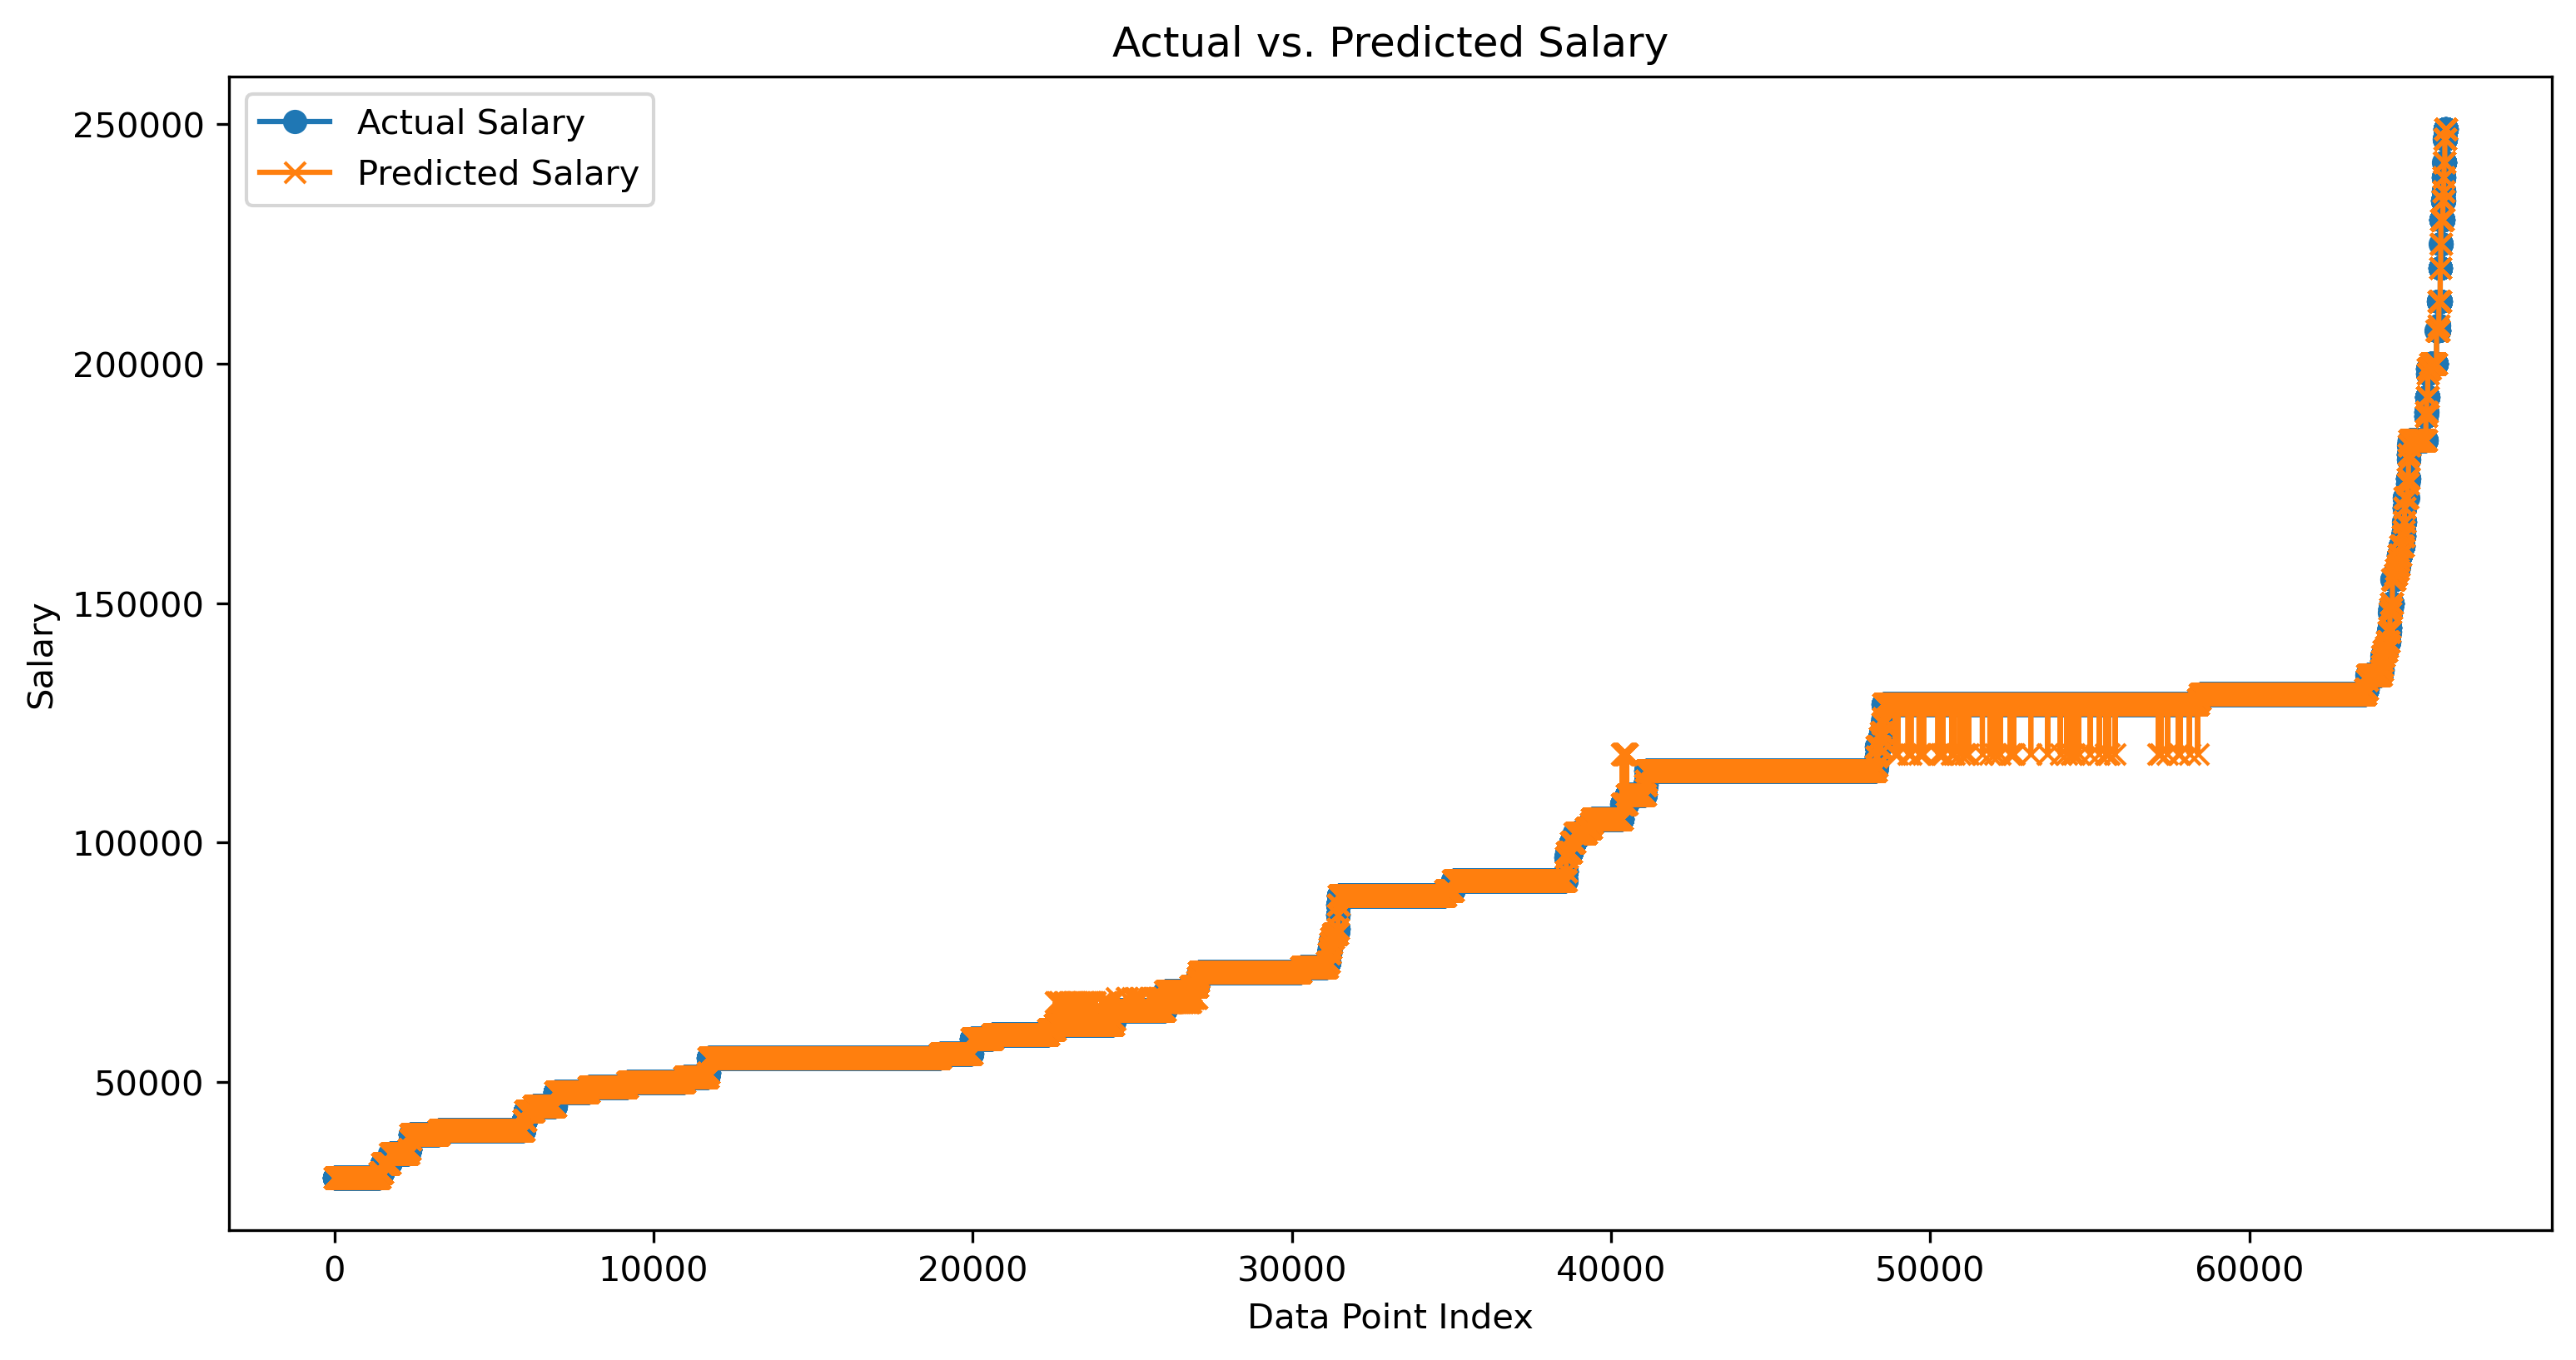 Actual vs. Predicted Salary
Actual Salary
Predicted Salary
250000
200000
150000
100000
50000
Salary
0 10000 20000 30000 40000 50000 60000
Data Point Index